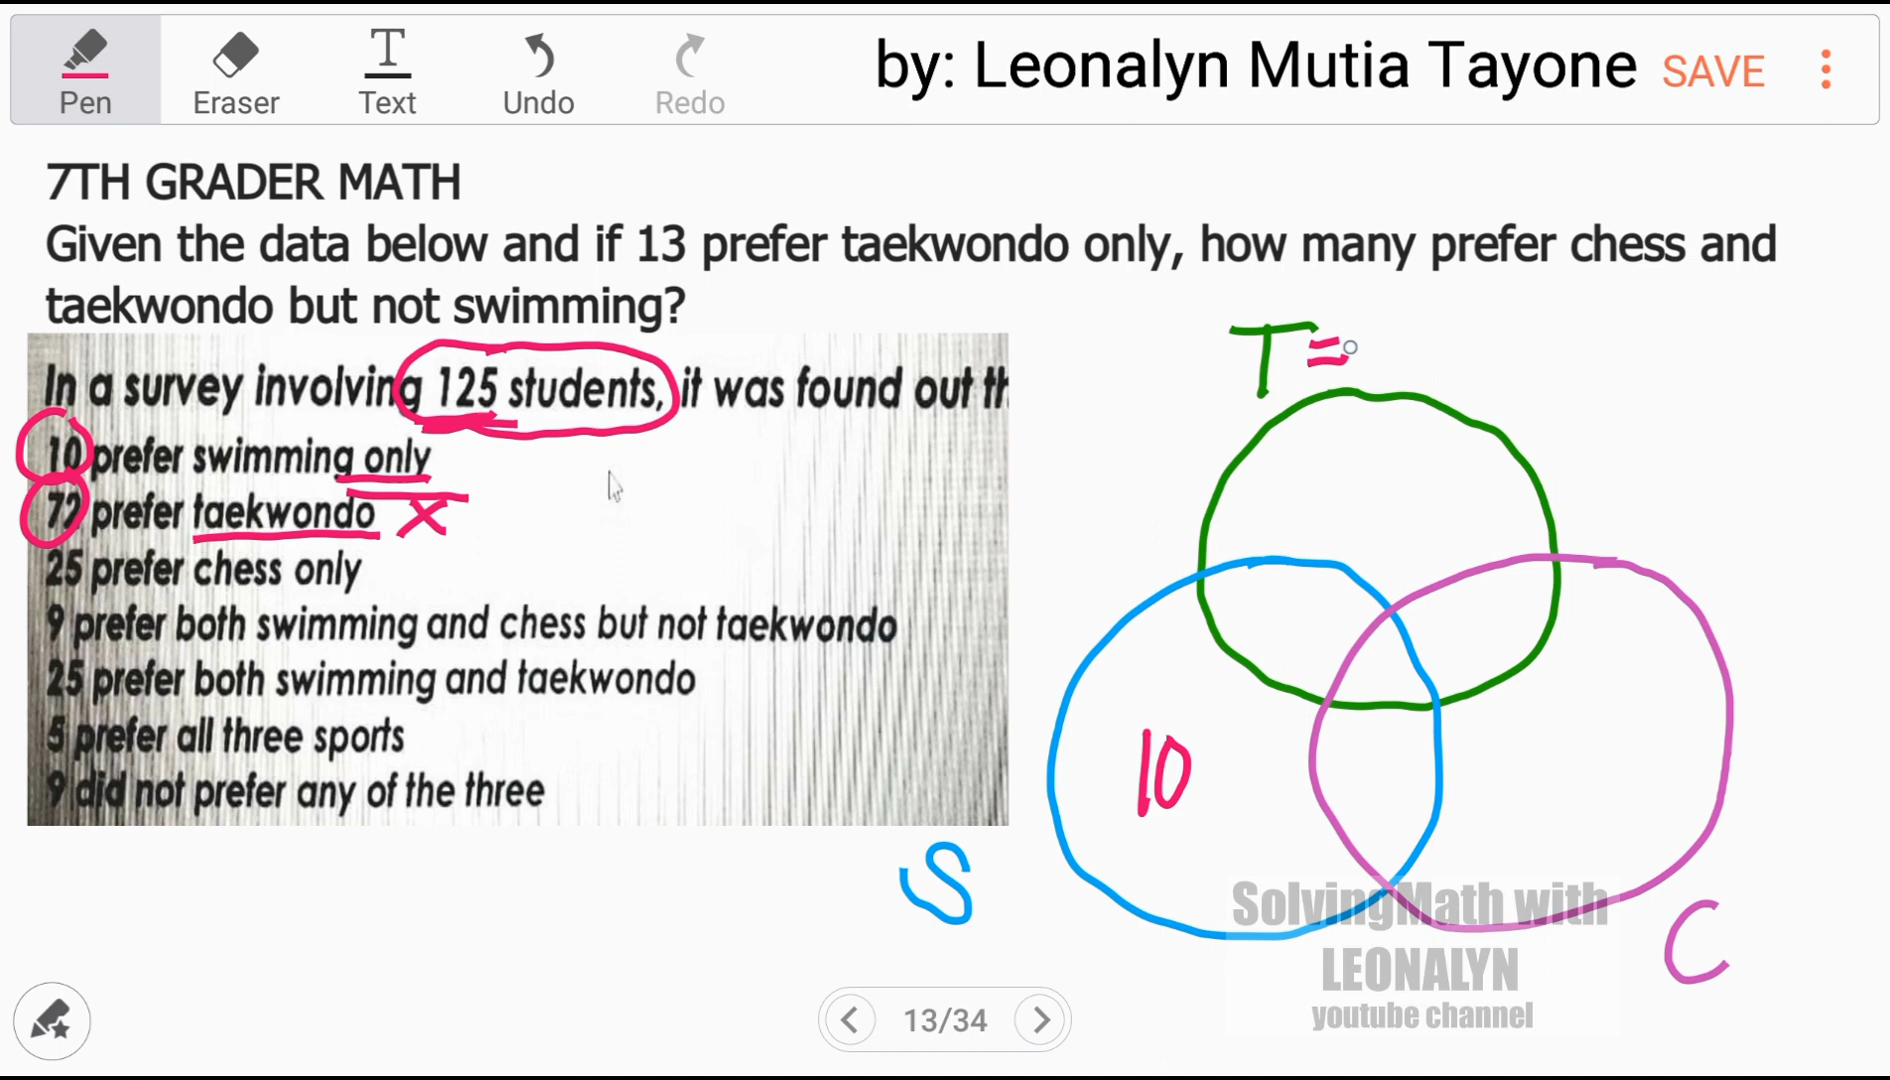 by: Leonalyn Mutia Tayone
SAVE
Pen
Eraser
Text
Undo
Redo
7TH GRADER MATH
Given the data below and if 13 prefer taekwondo only, how many prefer chess and
taekwondo but not swimming?
In a survey involving 125 students, it was found out th
10 prefer swimming only
72 prefer taekwondo x
25 prefer chess only
9 prefer both swimming and chess but not taekwondo
25 prefer both swimming and taekwondo
5 prefer all three sports
9 did not prefer any of the three
T =
10
S
C
SolvingMath with
LEONALYN
youtube channel
13/34